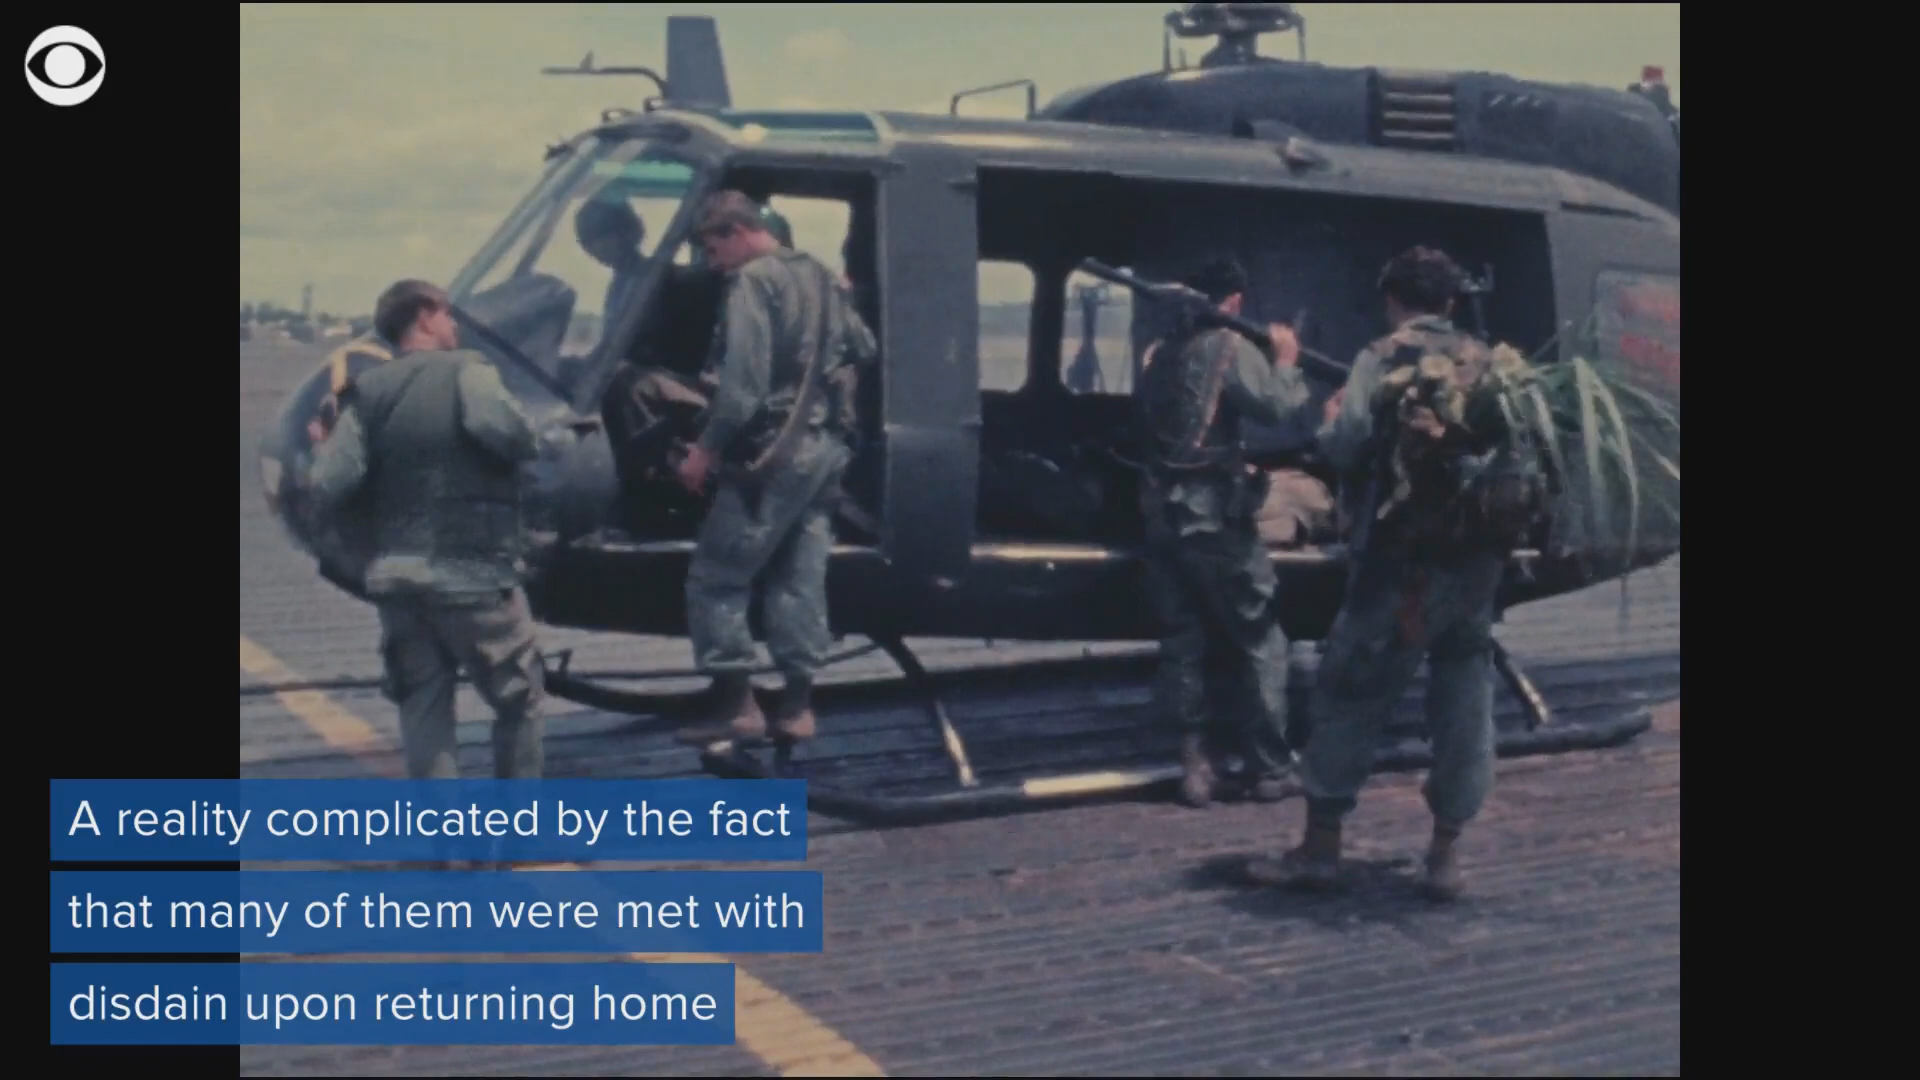 A reality complicated by the fact
that many of them were met with
disdain upon returning home